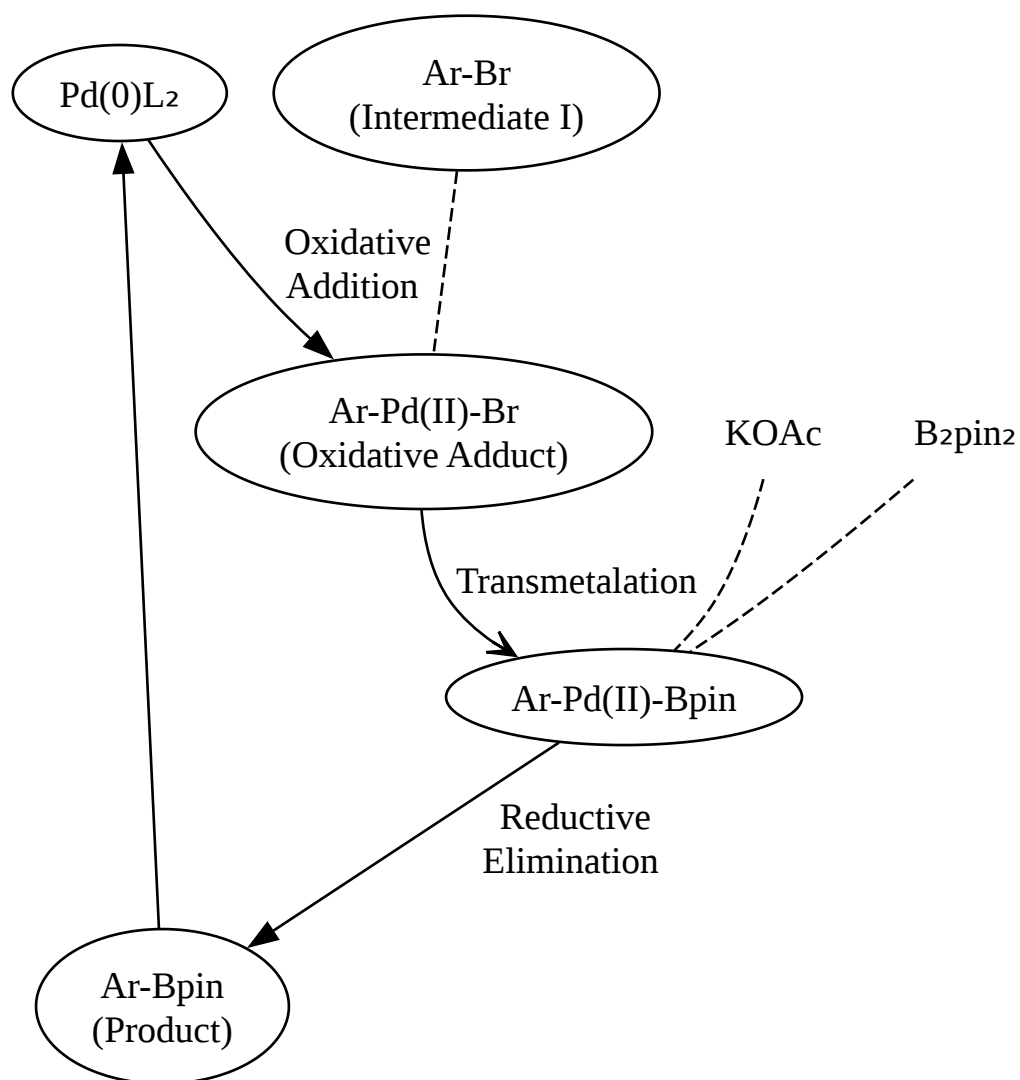 Pd(0)L₂
Ar-Br
(Intermediate I)
Oxidative
Addition
Ar-Pd(II)-Br
(Oxidative Adduct)
KOAc
B₂pin₂
Transmetalation
Ar-Pd(II)-Bpin
Reductive
Elimination
Ar-Bpin
(Product)